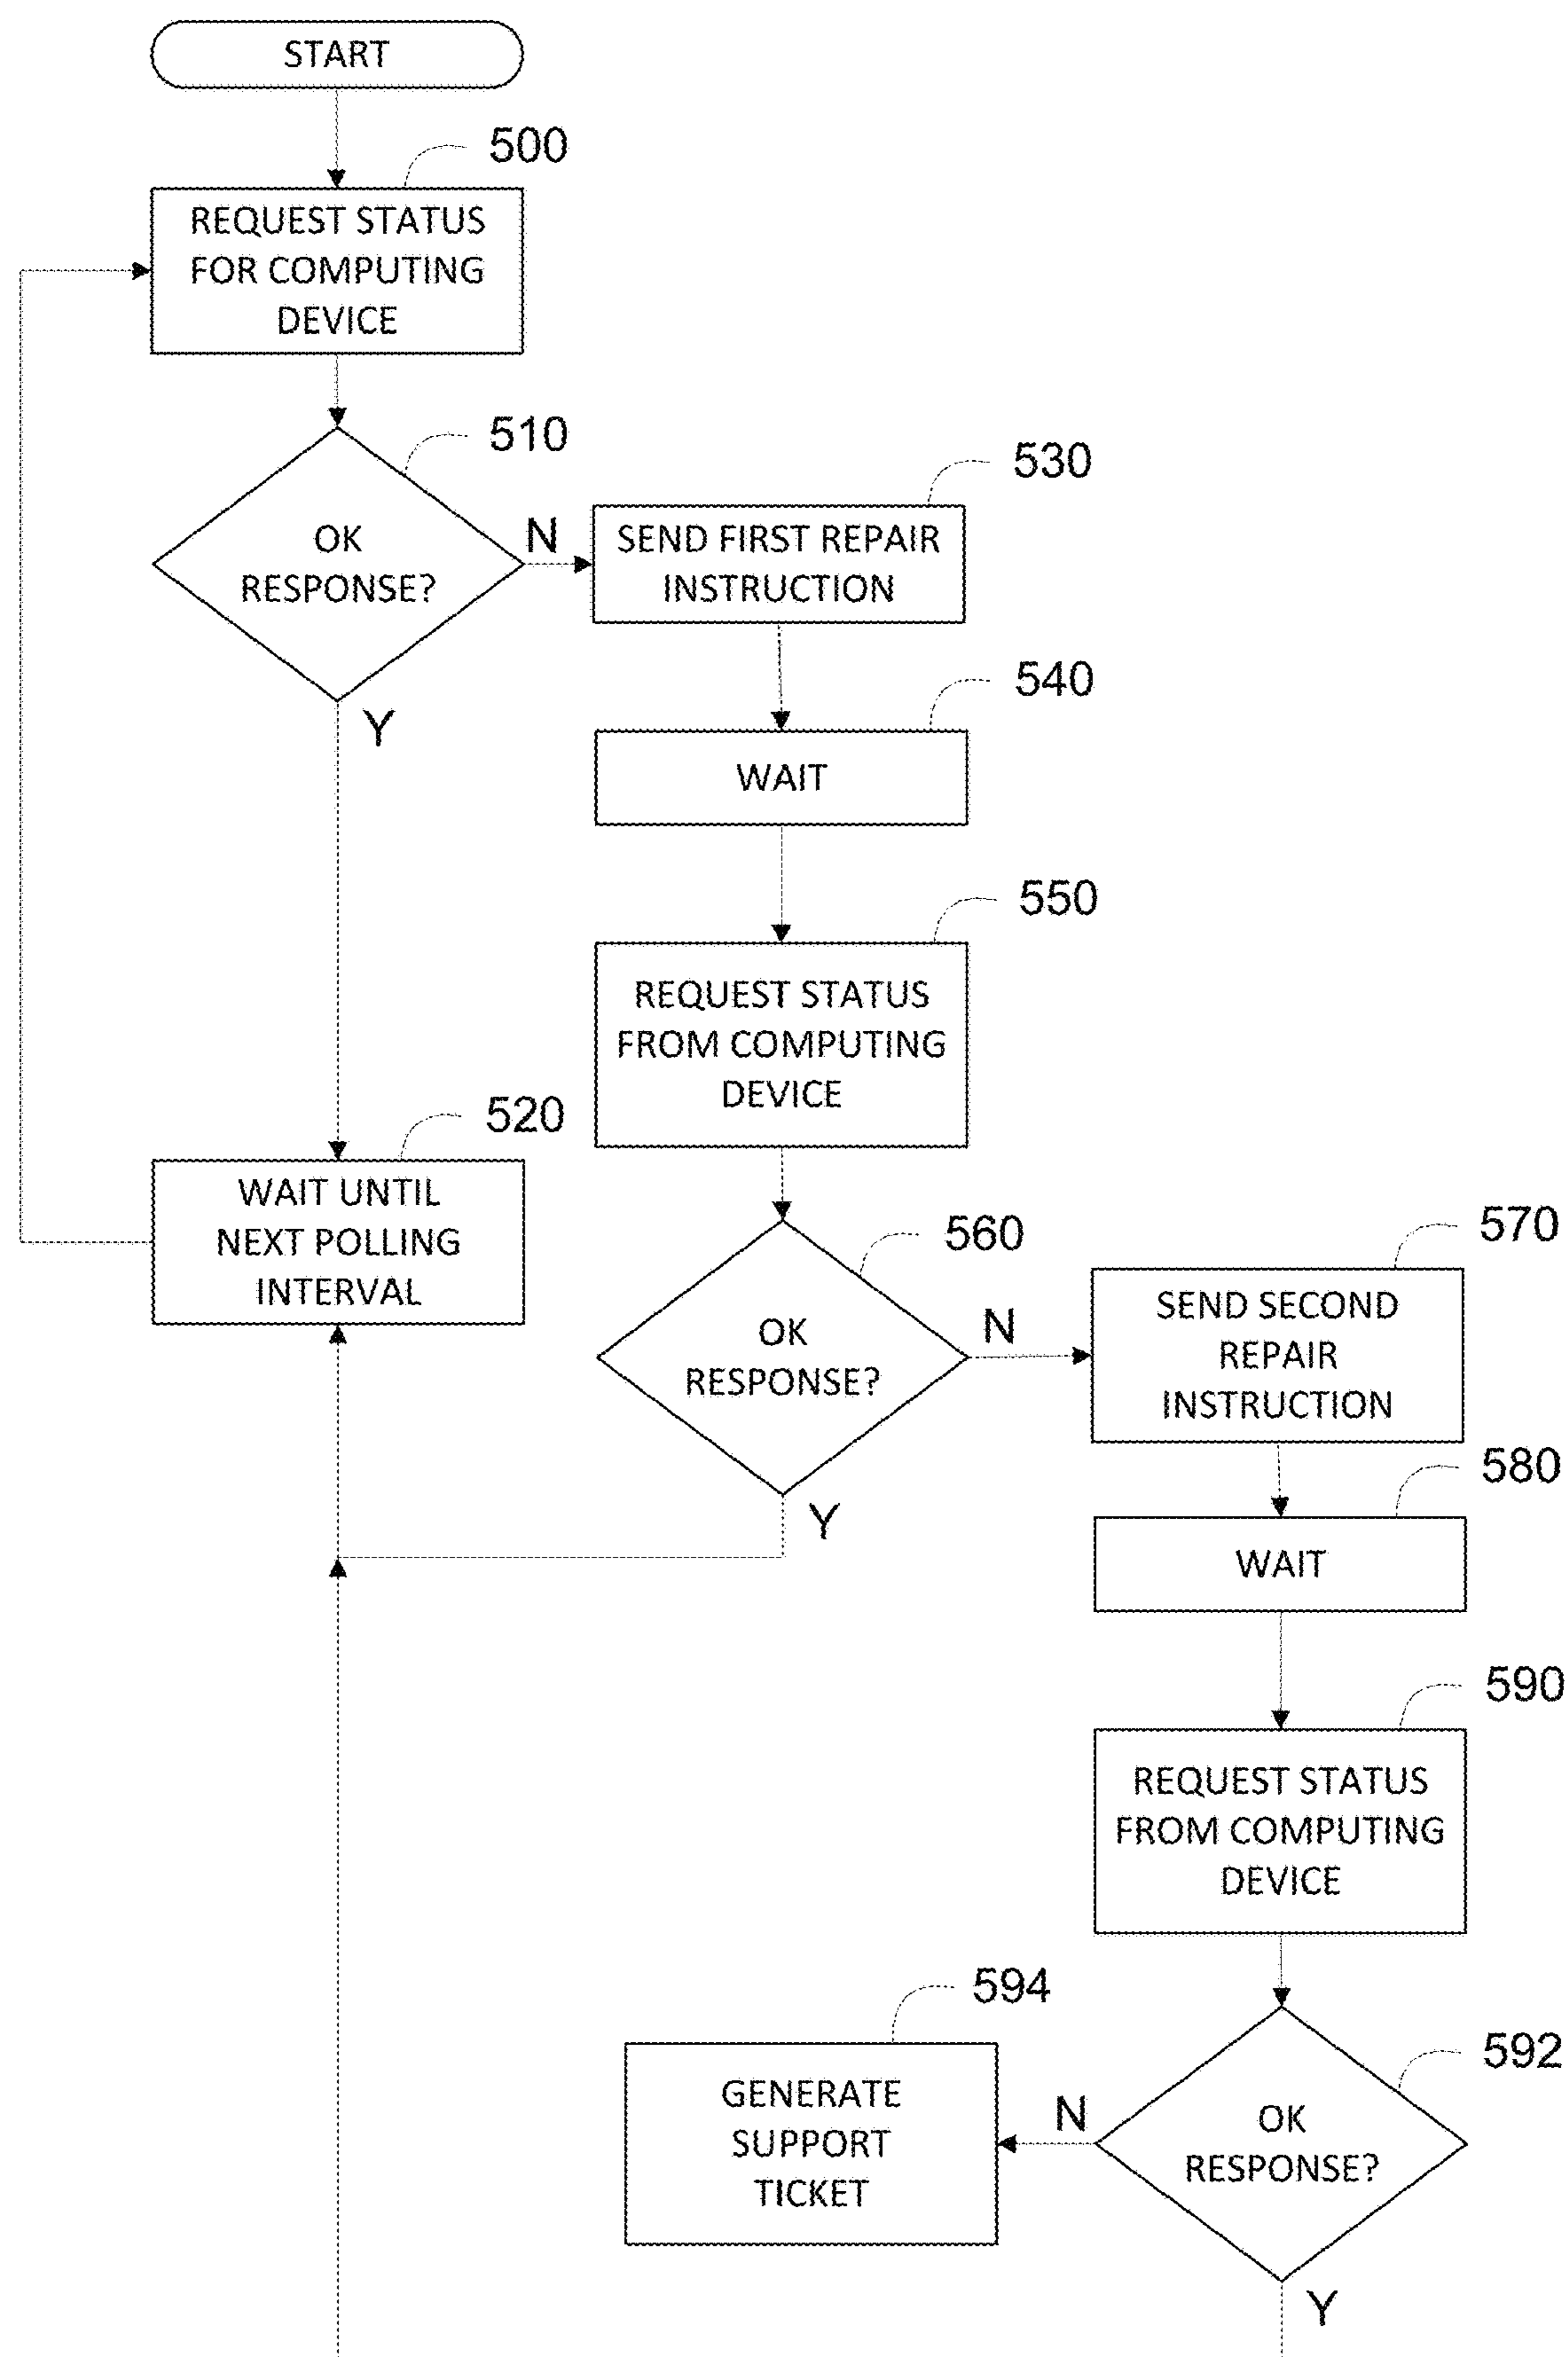 START
500
REQUEST STATUS
FOR COMPUTING
DEVICE
510
OK
RESPONSE?
N
Y
530
SEND FIRST REPAIR
INSTRUCTION
540
WAIT
550
REQUEST STATUS
FROM COMPUTING
DEVICE
520
WAIT UNTIL
NEXT POLLING
INTERVAL
560
OK
RESPONSE?
N
Y
570
SEND SECOND
REPAIR
INSTRUCTION
580
WAIT
590
REQUEST STATUS
FROM COMPUTING
DEVICE
592
OK
RESPONSE?
N
Y
594
GENERATE
SUPPORT
TICKET